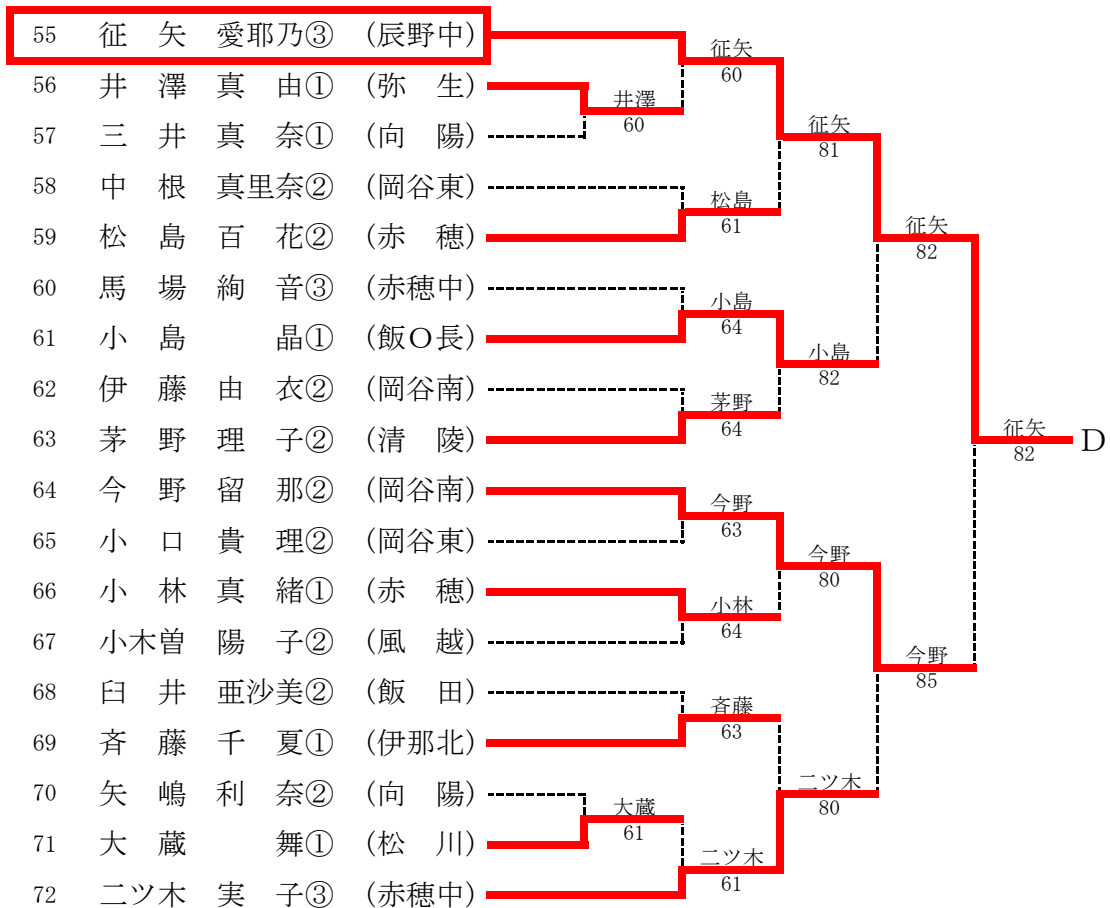 55 征 矢 愛耶乃③ (辰野中)
56 井 澤 真 由① (弥 生)
57 三 井 真 奈① (向 陽)
58 中 根 真里奈② (岡谷東)
59 松 島 百 花② (赤 穂)
60 馬 場 絢 音③ (赤穂中)
61 小 島 晶① (飯O長)
62 伊 藤 由 衣② (岡谷南)
63 茅 野 理 子② (清 陵)
64 今 野 留 那② (岡谷南)
65 小 口 貴 理② (岡谷東)
66 小 林 真 緒① (赤 穂)
67 小木曽 陽 子② (風 越)
68 臼 井 亜沙美② (飯 田)
69 斉 藤 千 夏① (伊那北)
70 矢 嶋 利 奈② (向 陽)
71 大 蔵 舞① (松 川)
72 二ツ木 実 子③ (赤穂中)
井澤
60
大蔵
61
征矢
60
松島
61
小島
64
茅野
64
今野
63
小林
64
斉藤
63
二ツ木
61
征矢
81
小島
82
今野
80
二ツ木
80
征矢
82
今野
85
征矢
82
D